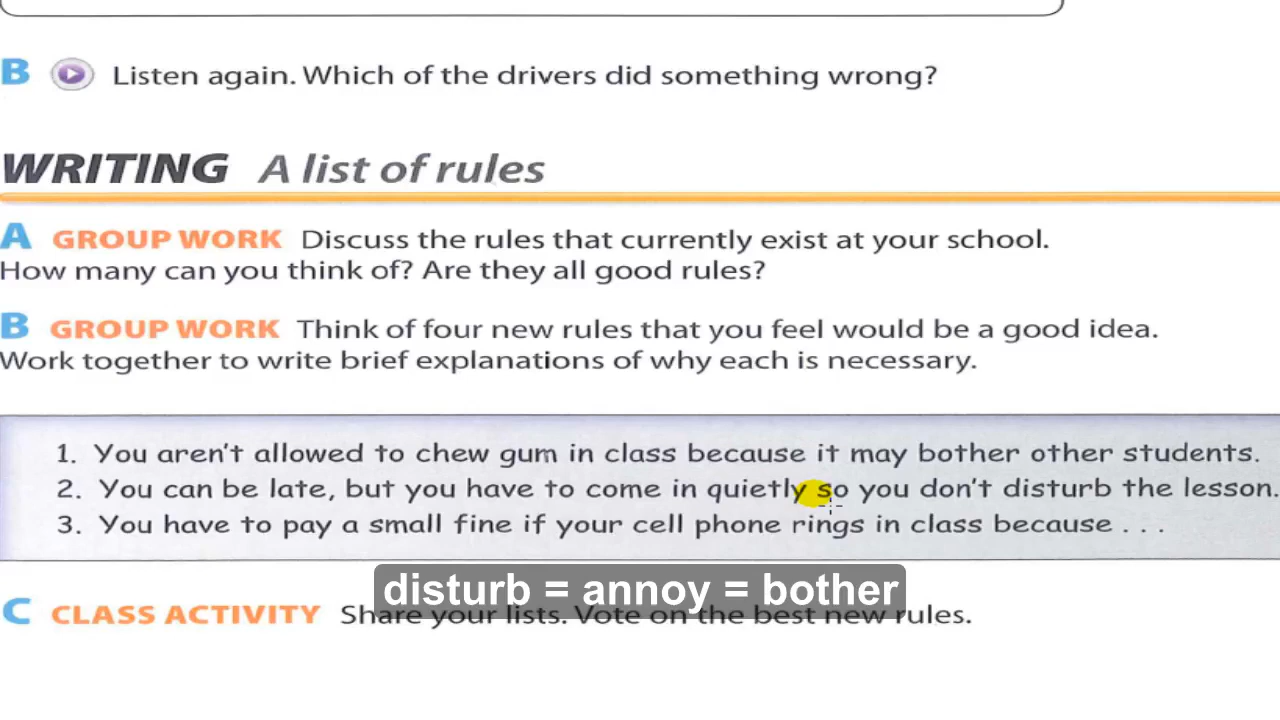 B Listen again. Which of the drivers did something wrong?
WRITING A list of rules
A GROUP WORK Discuss the rules that currently exist at your school.
How many can you think of? Are they all good rules?
B GROUP WORK Think of four new rules that you feel would be a good idea.
Work together to write brief explanations of why each is necessary.
1. You aren't allowed to chew gum in class because it may bother other students.
2. You can be late, but you have to come in quietly so you don't disturb the lesson.
3. You have to pay a small fine if your cell phone rings in class because . . .
disturb = annoy = bother
C CLASS ACTIVITY Share your lists. Vote on the best new rules.